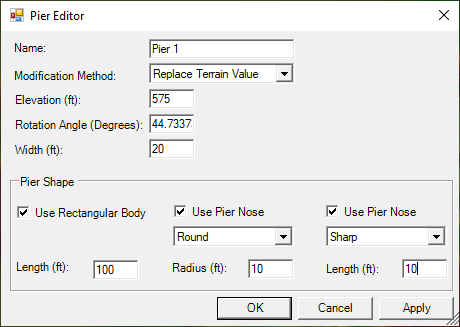 Pier Editor
Name: Pier 1
Modification Method: Replace Terrain Value
Elevation (ft): 575
Rotation Angle (Degrees): 44.7337
Width (ft): 20
Pier Shape
Use Rectangular Body Use Pier Nose Use Pier Nose
Round Sharp
Length (ft): 100 Radius (ft): 10 Length (ft): 10
OK Cancel Apply